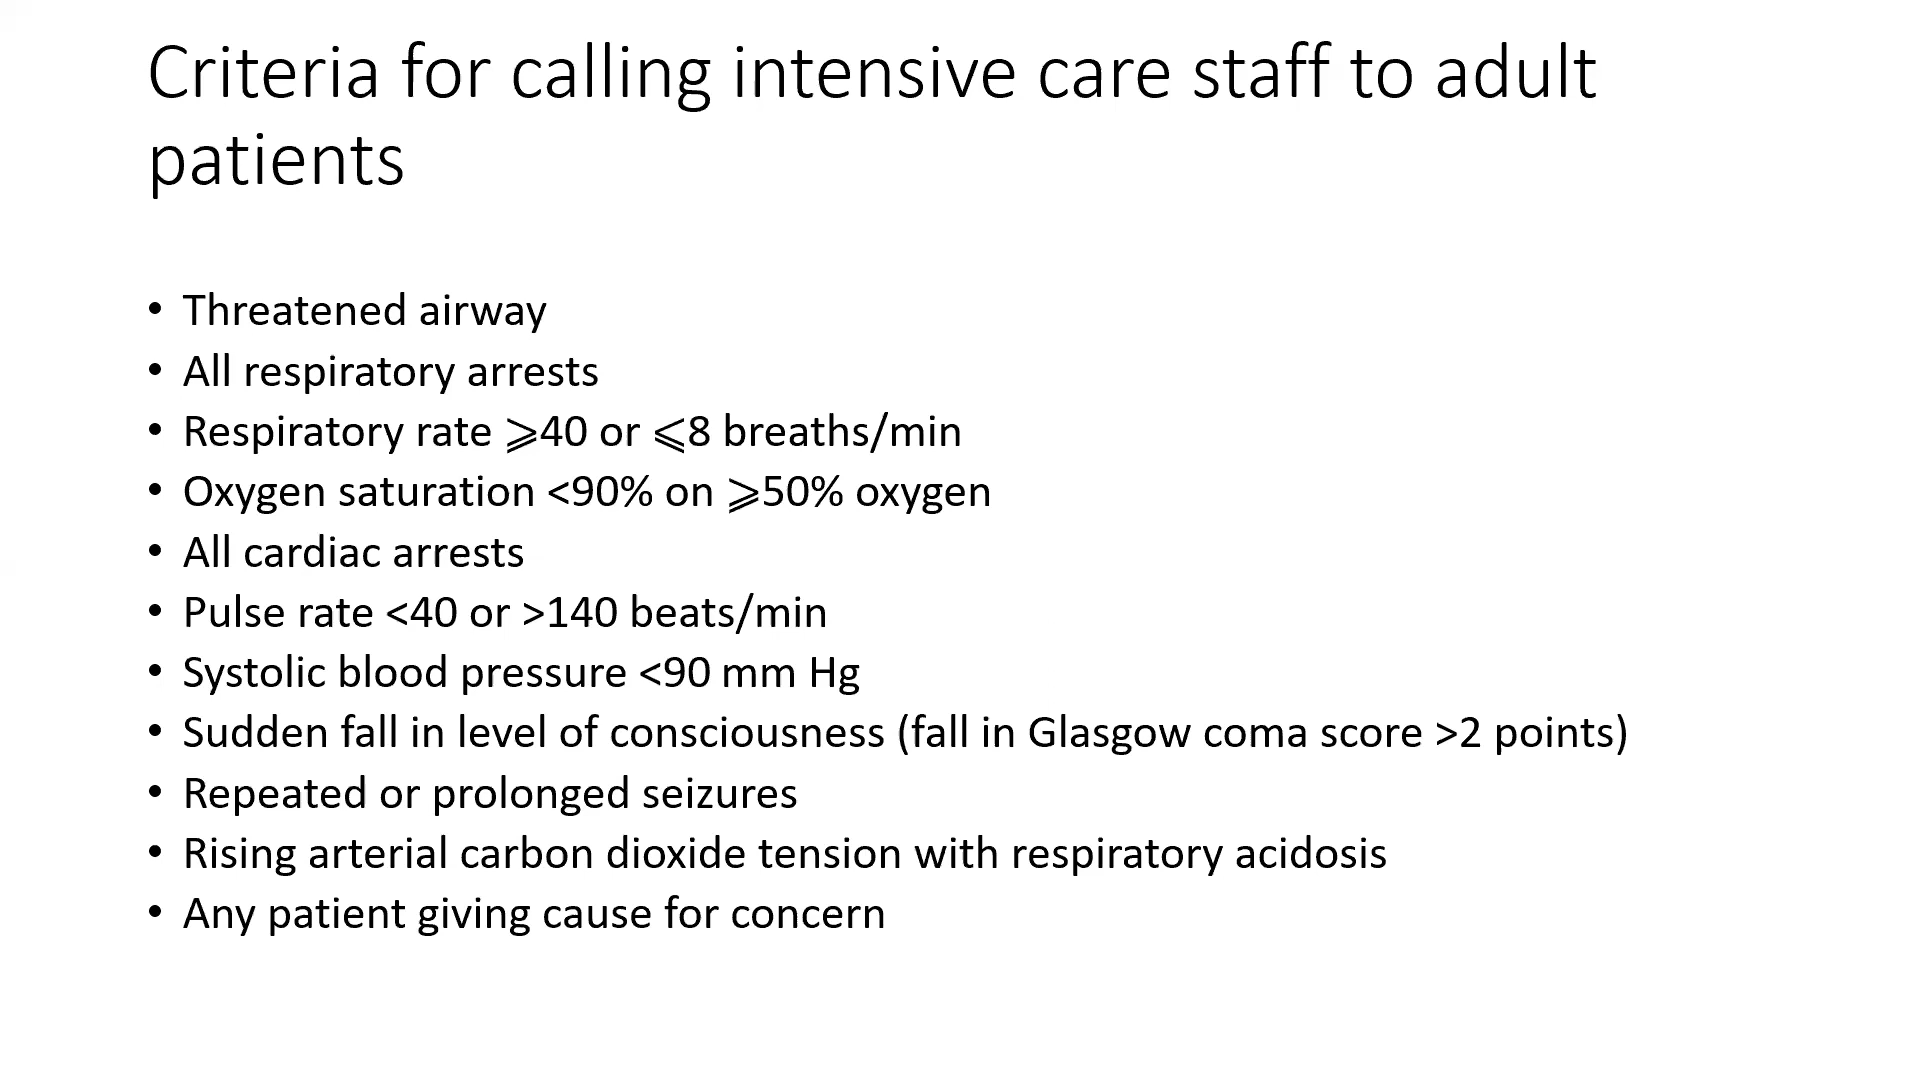 Criteria for calling intensive care staff to adult
patients
• Threatened airway
• All respiratory arrests
• Respiratory rate ⩾40 or ⩽8 breaths/min
• Oxygen saturation <90% on ⩾50% oxygen
• All cardiac arrests
• Pulse rate <40 or >140 beats/min
• Systolic blood pressure <90 mm Hg
• Sudden fall in level of consciousness (fall in Glasgow coma score >2 points)
• Repeated or prolonged seizures
• Rising arterial carbon dioxide tension with respiratory acidosis
• Any patient giving cause for concern